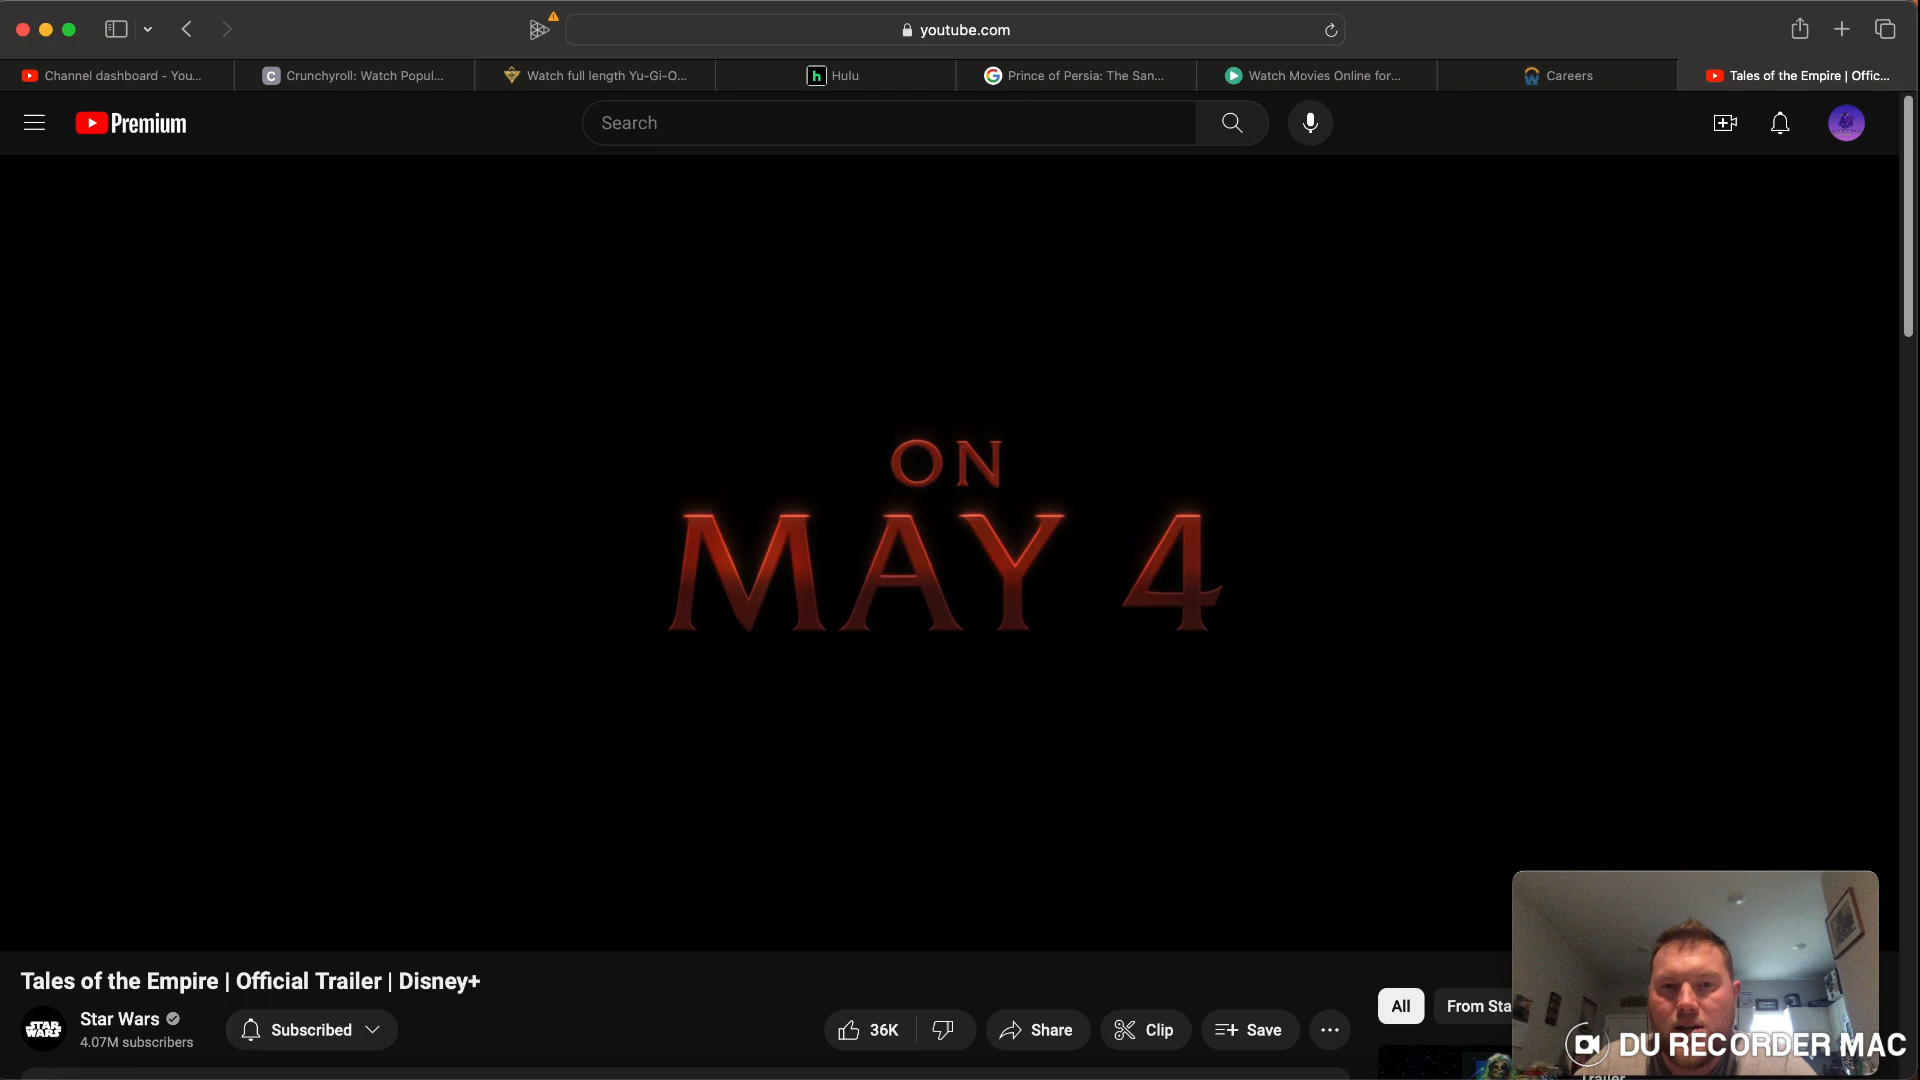 youtube.com
Channel dashboard - You...
Crunchyroll: Watch Popul...
Watch full length Yu-Gi-O...
Hulu
Prince of Persia: The San...
Watch Movies Online for...
Careers
Tales of the Empire | Offic...
Premium
Search
ON
MAY 4
Tales of the Empire | Official Trailer | Disney+
STAR WARS
Star Wars
4.07M subscribers
Subscribed
36K
Share
Clip
Save
All
From Sta
DU RECORDER MAC
Trailer